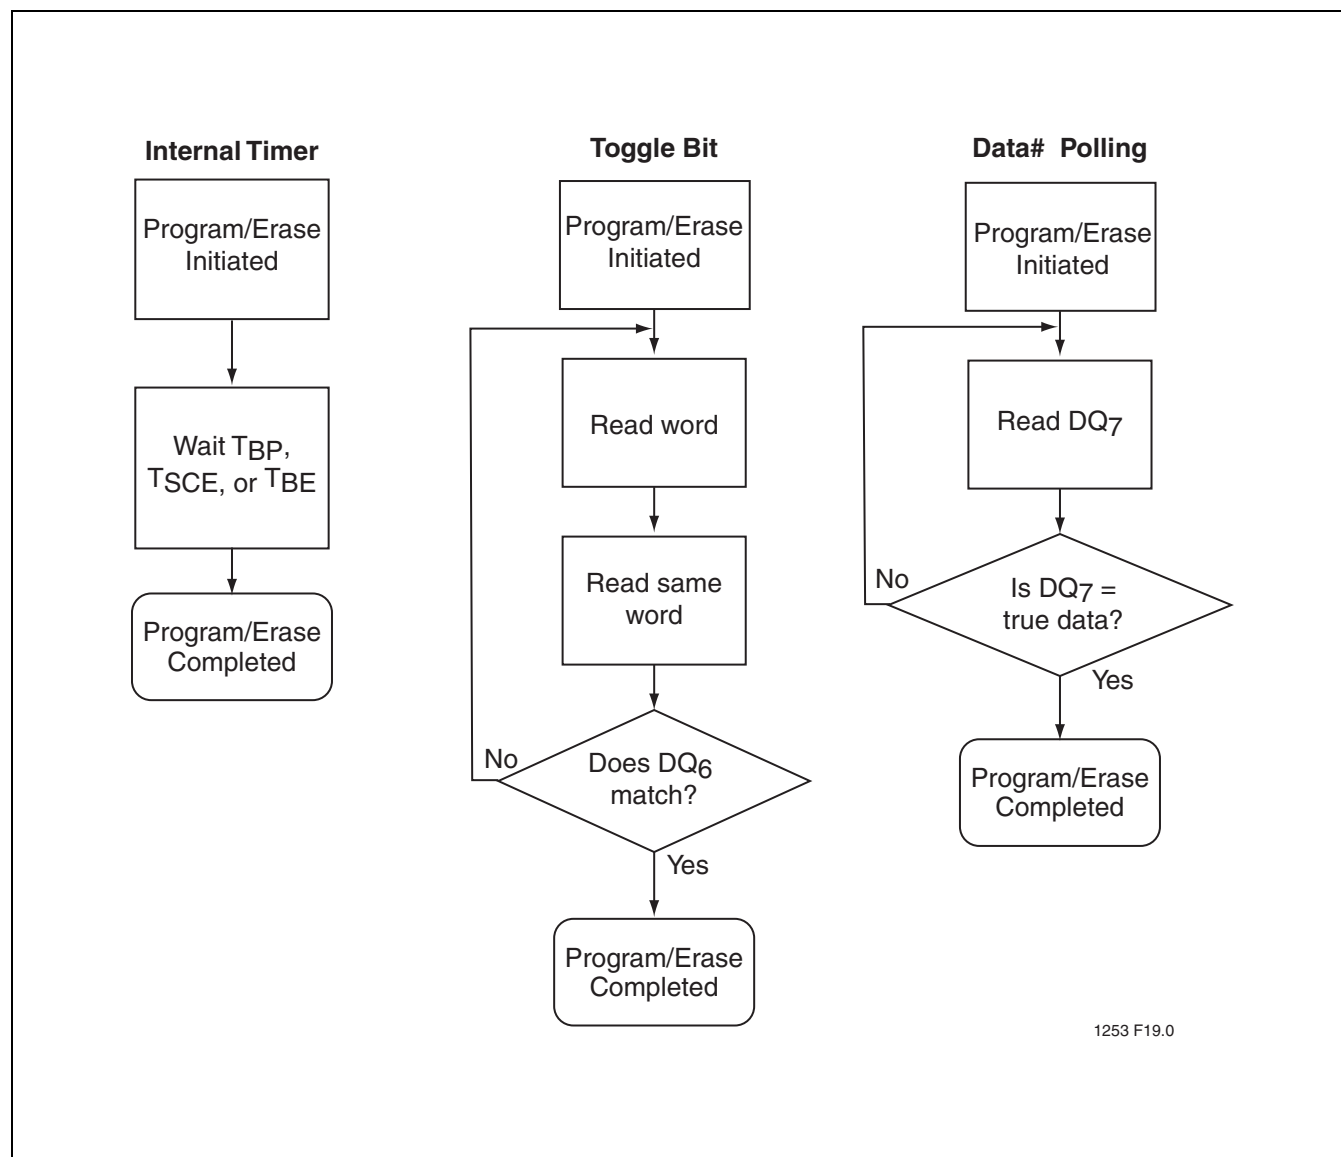 Internal Timer
Program/Erase
Initiated
Wait TBP,
TSCE, or TBE
Program/Erase
Completed
Toggle Bit
Program/Erase
Initiated
Read word
Read same
word
No
Does DQ6
match?
Yes
Program/Erase
Completed
Data# Polling
Program/Erase
Initiated
Read DQ7
No
Is DQ7 =
true data?
Yes
Program/Erase
Completed
1253 F19.0